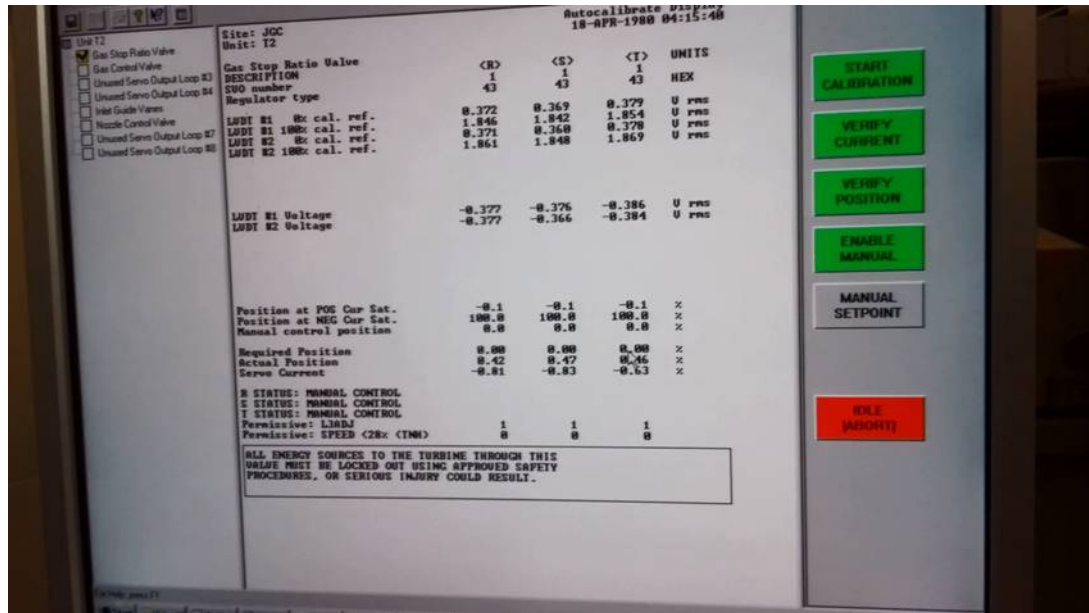 Autocalibrate Display
18-APR-1980 04:15:40
Unit T2
Gas Stop Ratio Valve
Gas Control Valve
Unused Servo Output Loop #3
Unused Servo Output Loop #4
Inlet Guide Vanes
Nozzle Control Valve
Unused Servo Output Loop #7
Unused Servo Output Loop #8
Site: JGC
Unit: T2
Gas Stop Ratio Valve <R> <S> <T> UNITS
DESCRIPTION
SVO number 1 1 1
Regulator type 43 43 43 HEX
LVDT #1 0% cal. ref. 0.372 0.369 0.379 V rms
LVDT #1 100% cal. ref. 1.846 1.842 1.854 V rms
LVDT #2 0% cal. ref. 0.371 0.360 0.378 V rms
LVDT #2 100% cal. ref. 1.861 1.848 1.869 V rms
LVDT #1 Voltage -0.377 -0.376 -0.386 V rms
LVDT #2 Voltage -0.377 -0.366 -0.384 V rms
Position at POS Cur Sat. -0.1 -0.1 -0.1 %
Position at NEG Cur Sat. 100.0 100.0 100.0 %
Manual control position 0.0 0.0 0.0 %
Required Position 0.00 0.00 0.00 %
Actual Position 0.42 0.47 0.46 %
Servo Current -0.81 -0.83 -0.63 %
R STATUS: MANUAL CONTROL
S STATUS: MANUAL CONTROL
T STATUS: MANUAL CONTROL
Permissive: L3ADJ 1 1 1
Permissive: SPEED <28% <TNH> 0 0 0
ALL ENERGY SOURCES TO THE TURBINE THROUGH THIS
VALVE MUST BE LOCKED OUT USING APPROVED SAFETY
PROCEDURES, OR SERIOUS INJURY COULD RESULT.
START
CALIBRATION
VERIFY
CURRENT
VERIFY
POSITION
ENABLE
MANUAL
MANUAL
SETPOINT
IDLE
(ABORT)
For Help, press F1